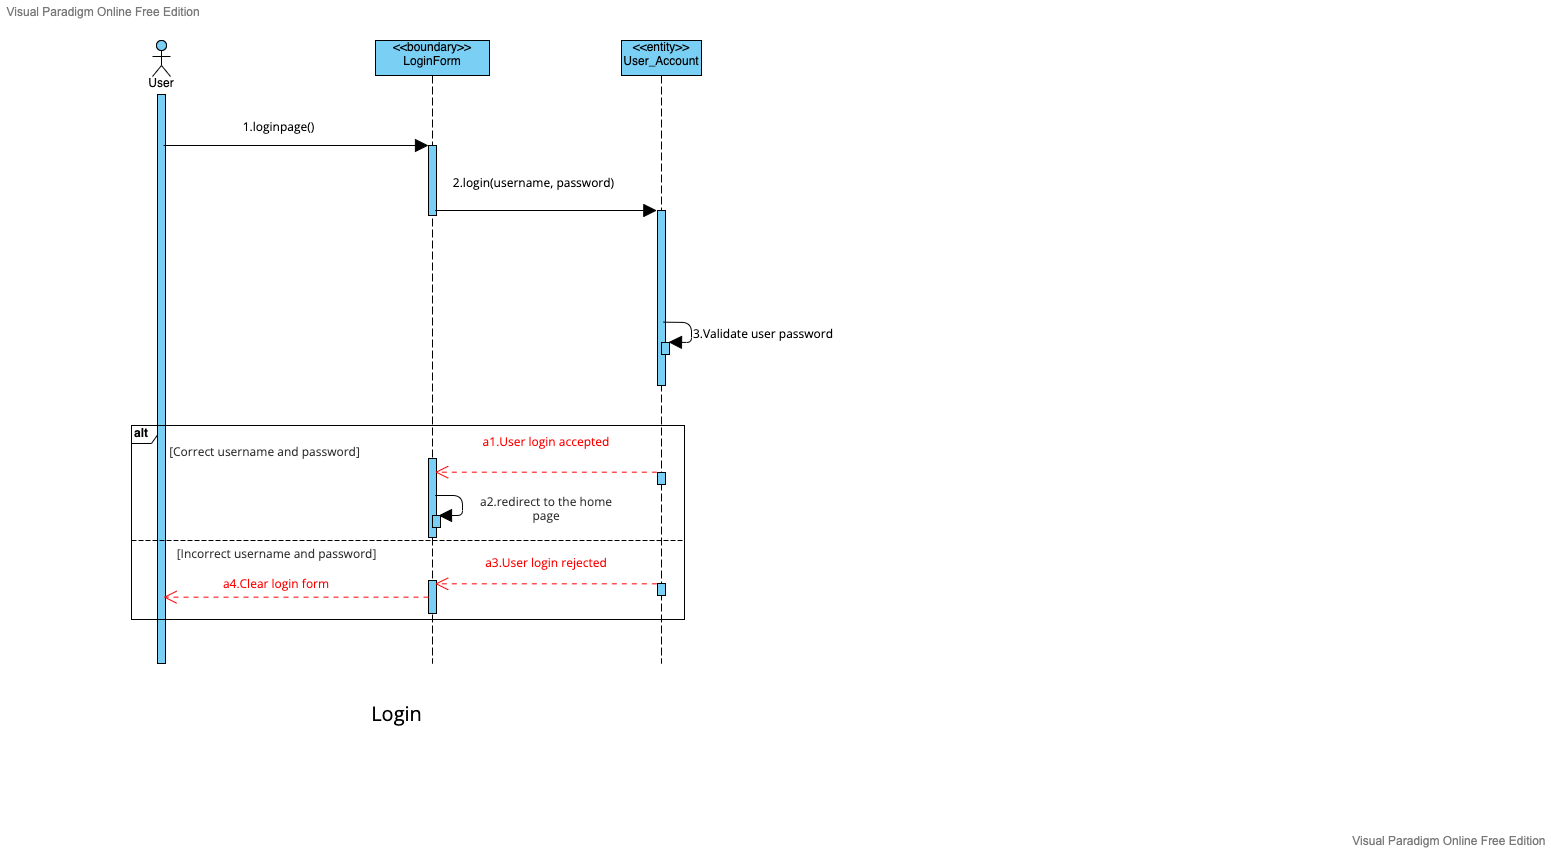 Visual Paradigm Online Free Edition
User
<<boundary>>
LoginForm
<<entity>>
User_Account
1.loginpage()
2.login(username, password)
3.Validate user password
alt
[Correct username and password]
a1.User login accepted
a2.redirect to the home
page
[Incorrect username and password]
a3.User login rejected
a4.Clear login form
Login
Visual Paradigm Online Free Edition